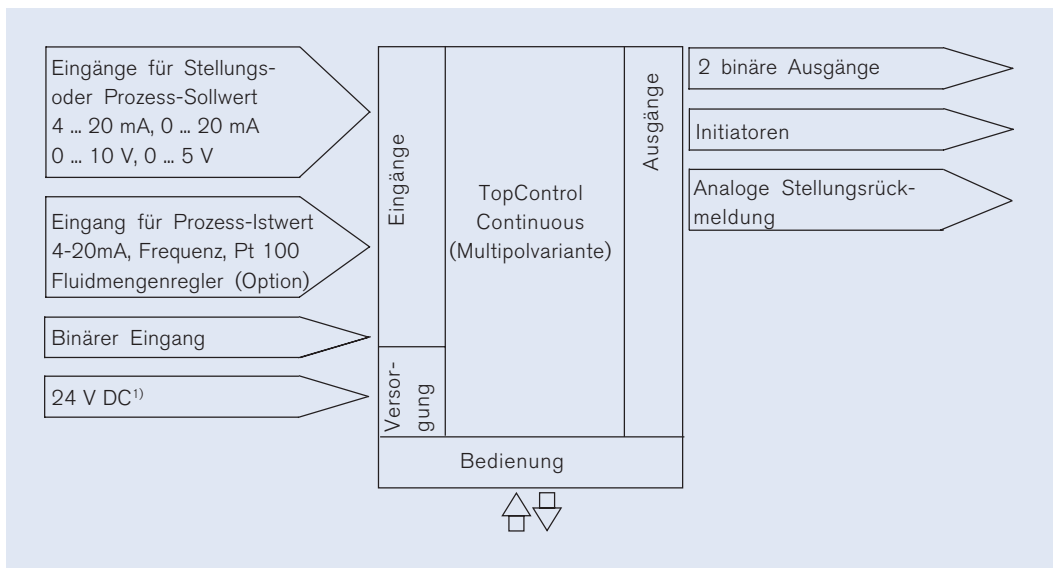 Eingänge für Stellungs-
oder Prozess-Sollwert
4 ... 20 mA, 0 ... 20 mA
0 ... 10 V, 0 ... 5 V
Eingang für Prozess-Istwert
4-20mA, Frequenz, Pt 100
Fluidmengenregler (Option)
Binärer Eingang
24 V DC¹⁾
Eingänge
Versor-
gung
TopControl
Continuous
(Multipolvariante)
Bedienung
Ausgänge
2 binäre Ausgänge
Initiatoren
Analoge Stellungsrück-
meldung